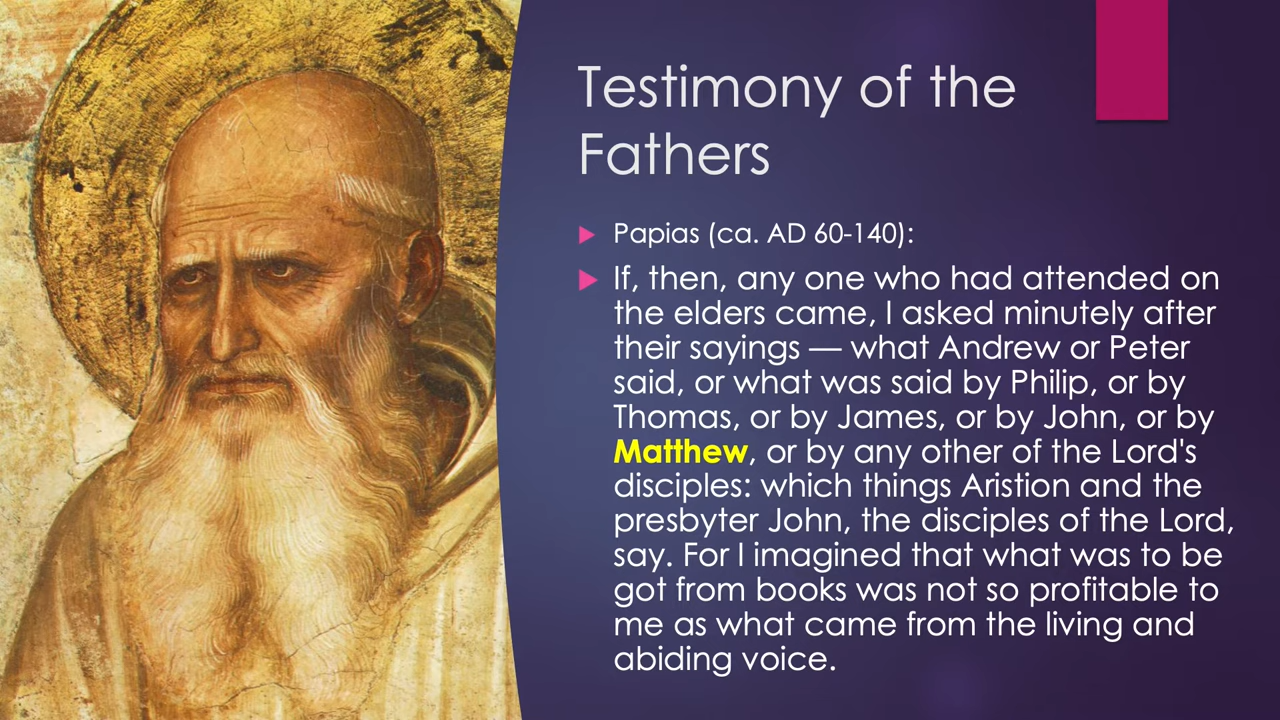 Testimony of the
Fathers
Papias (ca. AD 60-140):
If, then, any one who had attended on
the elders came, I asked minutely after
their sayings — what Andrew or Peter
said, or what was said by Philip, or by
Thomas, or by James, or by John, or by
Matthew, or by any other of the Lord's
disciples: which things Aristion and the
presbyter John, the disciples of the Lord,
say. For I imagined that what was to be
got from books was not so profitable to
me as what came from the living and
abiding voice.